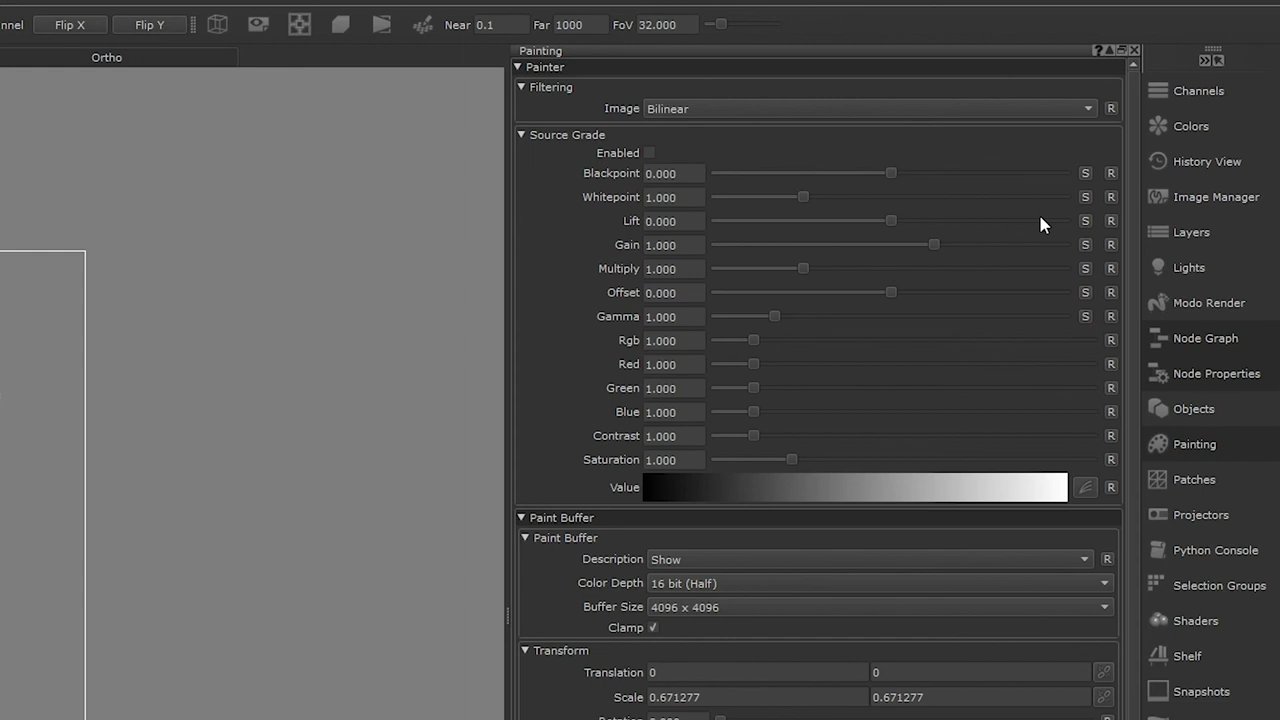 nnel Flip X Flip Y Near 0.1 Far 1000 FoV 32.000
Ortho
Painting ?
Painter
Filtering
Image Bilinear R
Source Grade
Enabled
Blackpoint 0.000 S R
Whitepoint 1.000 S R
Lift 0.000 S R
Gain 1.000 S R
Multiply 1.000 S R
Offset 0.000 S R
Gamma 1.000 S R
Rgb 1.000 R
Red 1.000 R
Green 1.000 R
Blue 1.000 R
Contrast 1.000 R
Saturation 1.000 R
Value R
Paint Buffer
Paint Buffer
Description Show R
Color Depth 16 bit (Half)
Buffer Size 4096 x 4096
Clamp
Transform
Translation 0 0
Scale 0.671277 0.671277
Channels
Colors
History View
Image Manager
Layers
Lights
Modo Render
Node Graph
Node Properties
Objects
Painting
Patches
Projectors
Python Console
Selection Groups
Shaders
Shelf
Snapshots